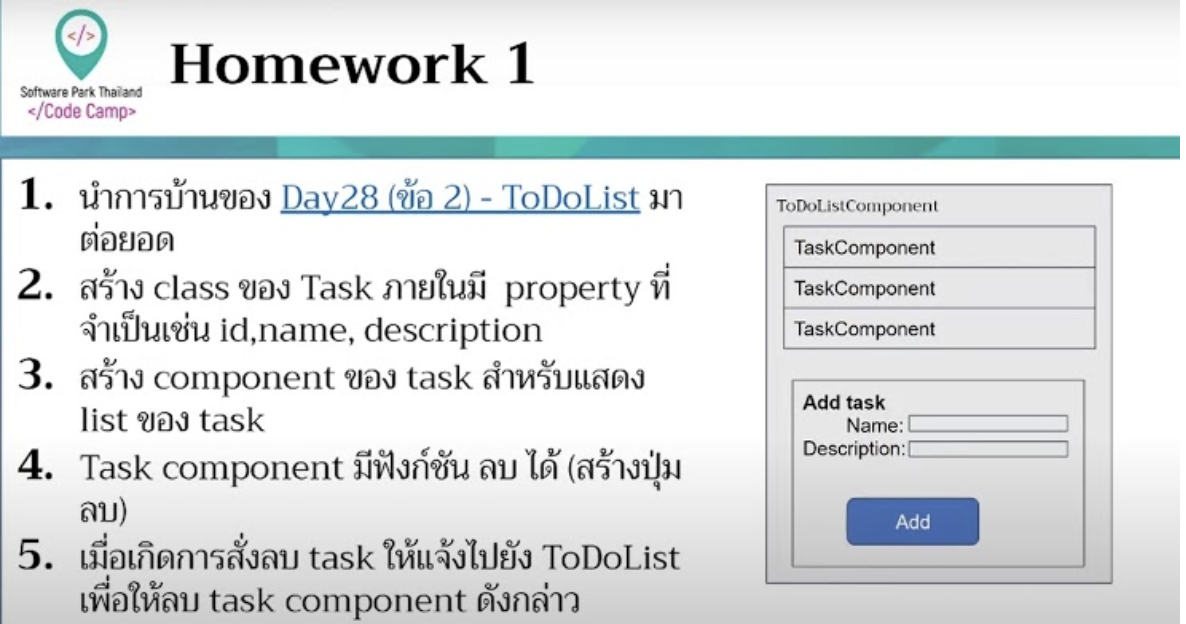 </>
Software Park Thailand
</Code Camp>
Homework 1
1. นำการบ้านของ Day28 (ข้อ 2) - ToDoList มา
ต่อยอด
2. สร้าง class ของ Task ภายในมี property ที่
จำเป็นเช่น id,name, description
3. สร้าง component ของ task สำหรับแสดง
list ของ task
4. Task component มีฟังก์ชัน ลบ ได้ (สร้างปุ่ม
ลบ)
5. เมื่อเกิดการสั่งลบ task ให้แจ้งไปยัง ToDoList
เพื่อให้ลบ task component ดังกล่าว
ToDoListComponent
TaskComponent
TaskComponent
TaskComponent
Add task
Name:
Description:
Add